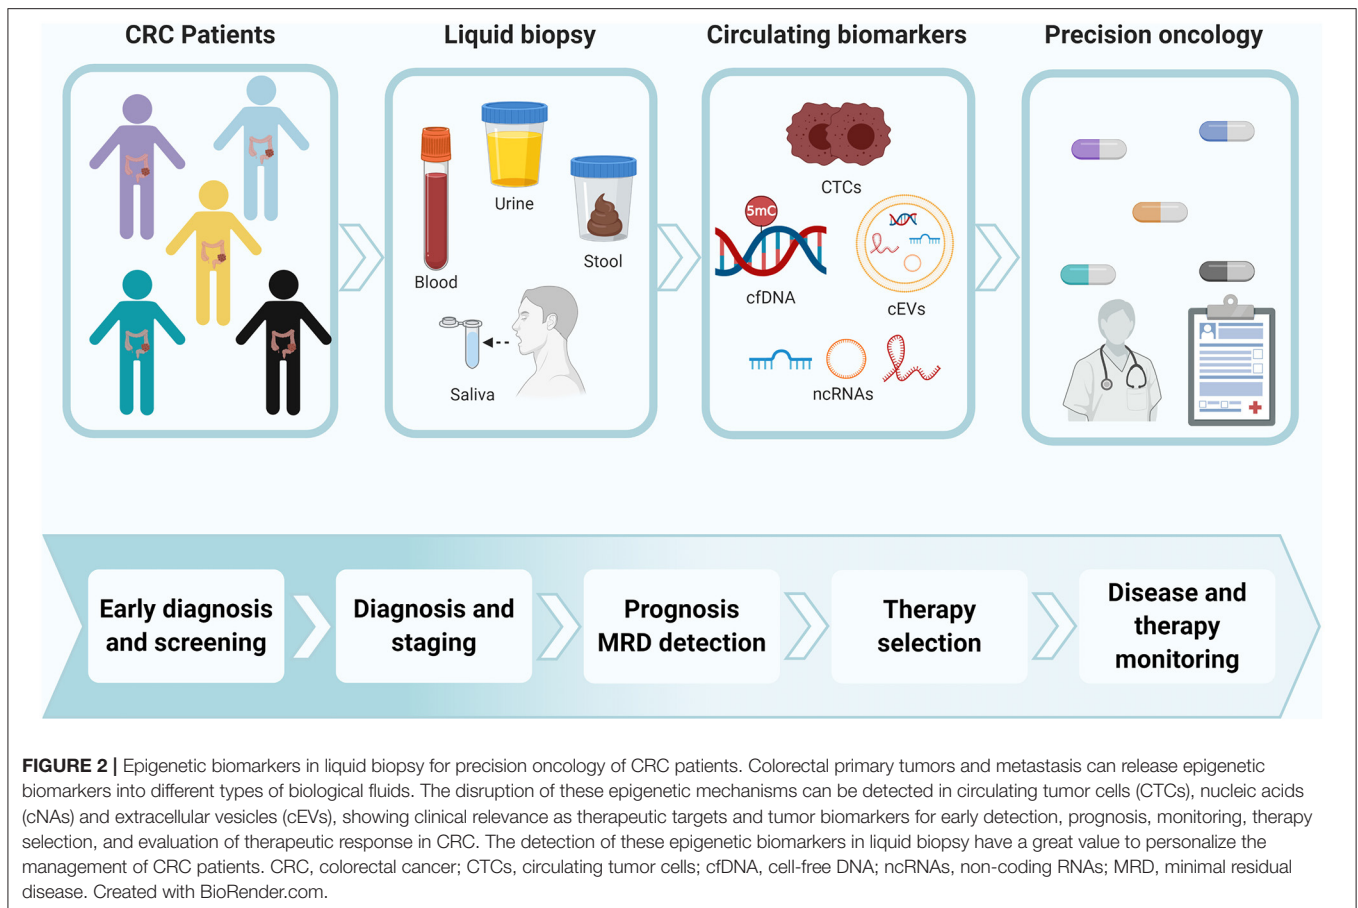 CRC Patients
Liquid biopsy
Circulating biomarkers
Precision oncology
Blood
Urine
Stool
Saliva
CTCs
5mC
cfDNA
cEVs
ncRNAs
Early diagnosis
and screening
Diagnosis and
staging
Prognosis
MRD detection
Therapy
selection
Disease and
therapy
monitoring
FIGURE 2 | Epigenetic biomarkers in liquid biopsy for precision oncology of CRC patients. Colorectal primary tumors and metastasis can release epigenetic
biomarkers into different types of biological fluids. The disruption of these epigenetic mechanisms can be detected in circulating tumor cells (CTCs), nucleic acids
(cNAs) and extracellular vesicles (cEVs), showing clinical relevance as therapeutic targets and tumor biomarkers for early detection, prognosis, monitoring, therapy
selection, and evaluation of therapeutic response in CRC. The detection of these epigenetic biomarkers in liquid biopsy have a great value to personalize the
management of CRC patients. CRC, colorectal cancer; CTCs, circulating tumor cells; cfDNA, cell-free DNA; ncRNAs, non-coding RNAs; MRD, minimal residual
disease. Created with BioRender.com.